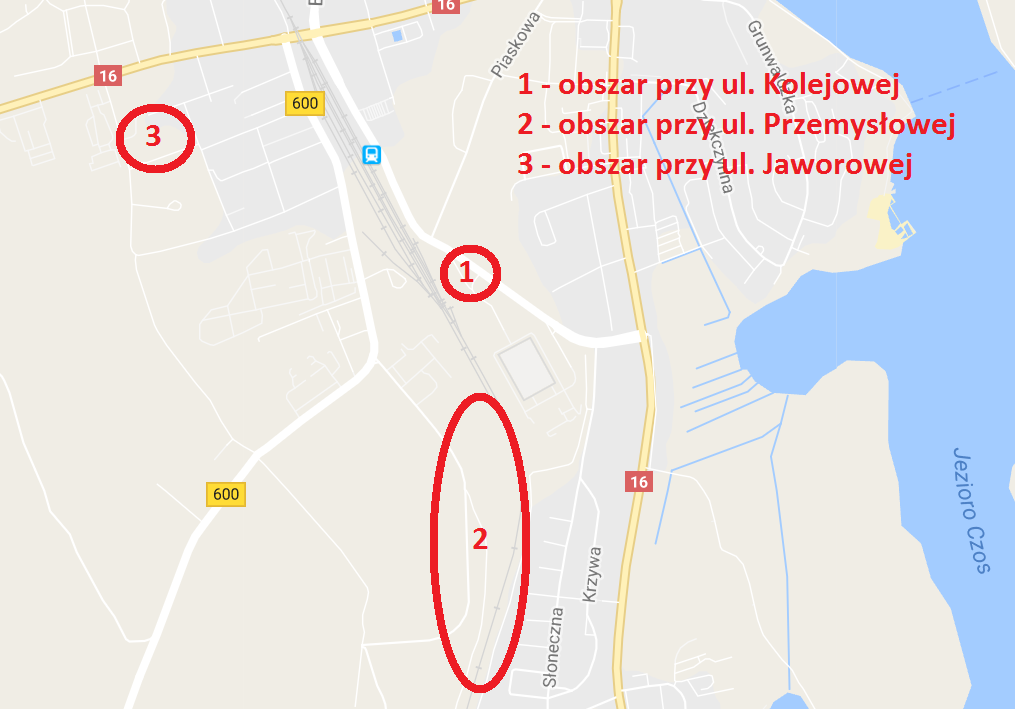 16
16
600
Piaskowa
Grunwaldzka
Działczynna
1 - obszar przy ul. Kolejowej
2 - obszar przy ul. Przemysłowej
3 - obszar przy ul. Jaworowej
3
1
16
600
2
Jezioro Czos
Krzywa
Słoneczna